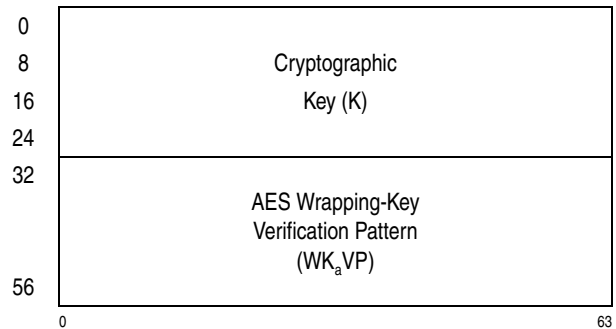 0
8
Cryptographic
16
Key (K)
24
32
AES Wrapping-Key
Verification Pattern
(WKₐVP)
56
0 63